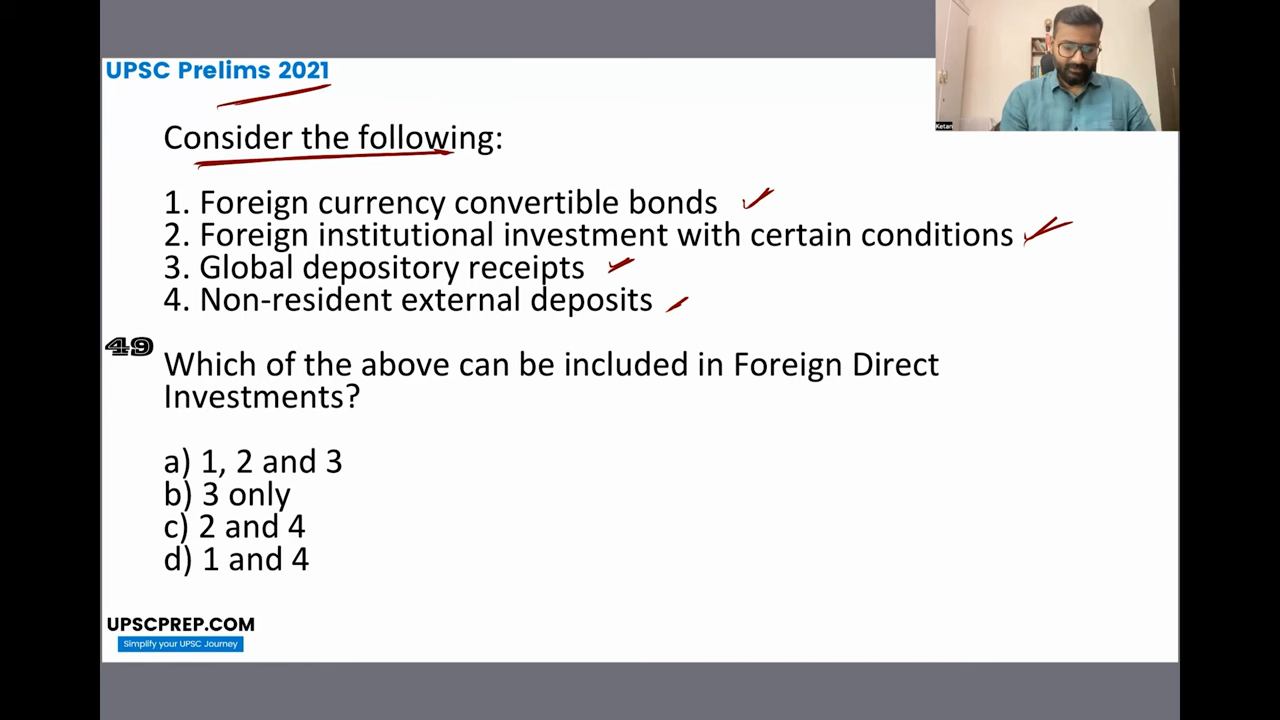 UPSC Prelims 2021
Consider the following:
1. Foreign currency convertible bonds
2. Foreign institutional investment with certain conditions
3. Global depository receipts
4. Non-resident external deposits
49
Which of the above can be included in Foreign Direct
Investments?
a) 1, 2 and 3
b) 3 only
c) 2 and 4
d) 1 and 4
UPSCPREP.COM
Simplify your UPSC Journey
Ketan